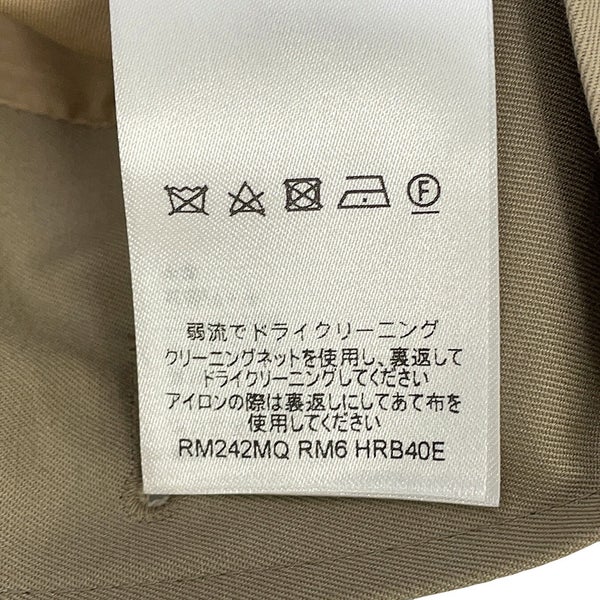 F
弱流でドライクリーニング
クリーニングネットを使用し、裏返して
ドライクリーニングしてください
アイロンの際は裏返しにしてあて布を
使用してください
RM242MQ RM6 HRB40E